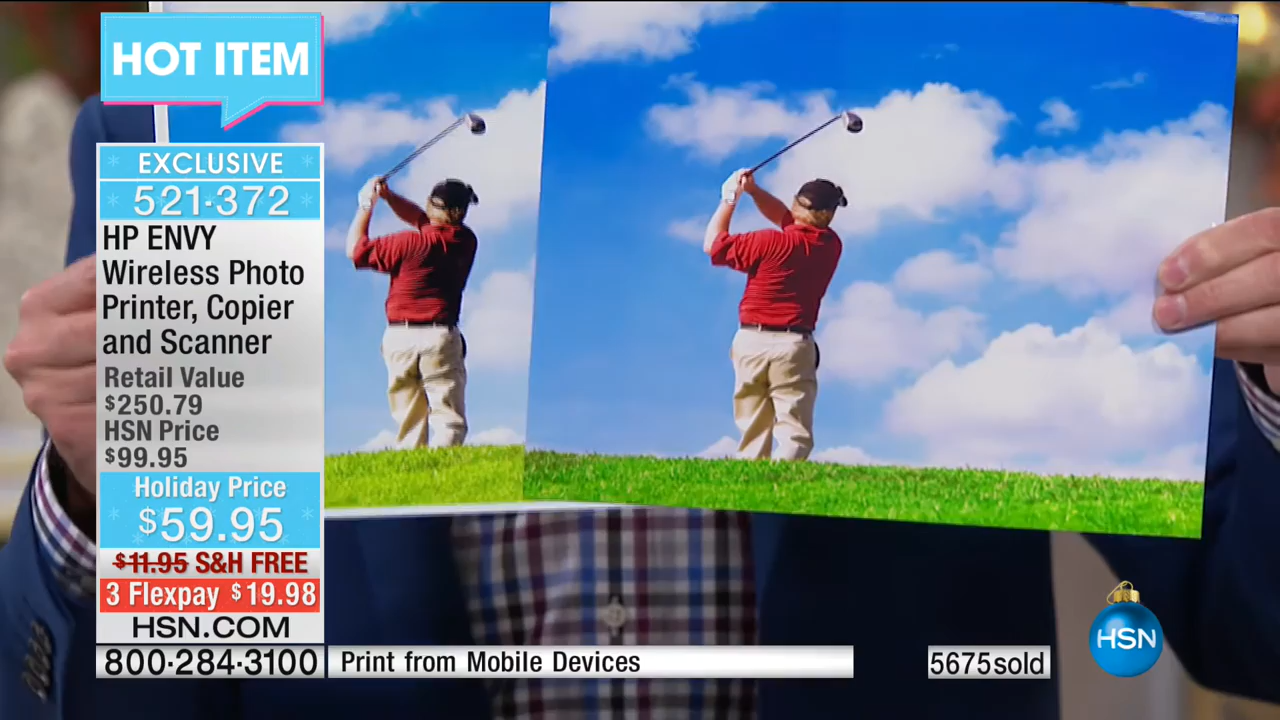 HOT ITEM
EXCLUSIVE
521·372
HP ENVY
Wireless Photo
Printer, Copier
and Scanner
Retail Value
$250.79
HSN Price
$99.95
Holiday Price
$59.95
$11.95 S&H FREE
3 Flexpay $19.98
HSN.COM
800·284·3100
Print from Mobile Devices
5675sold
HSN